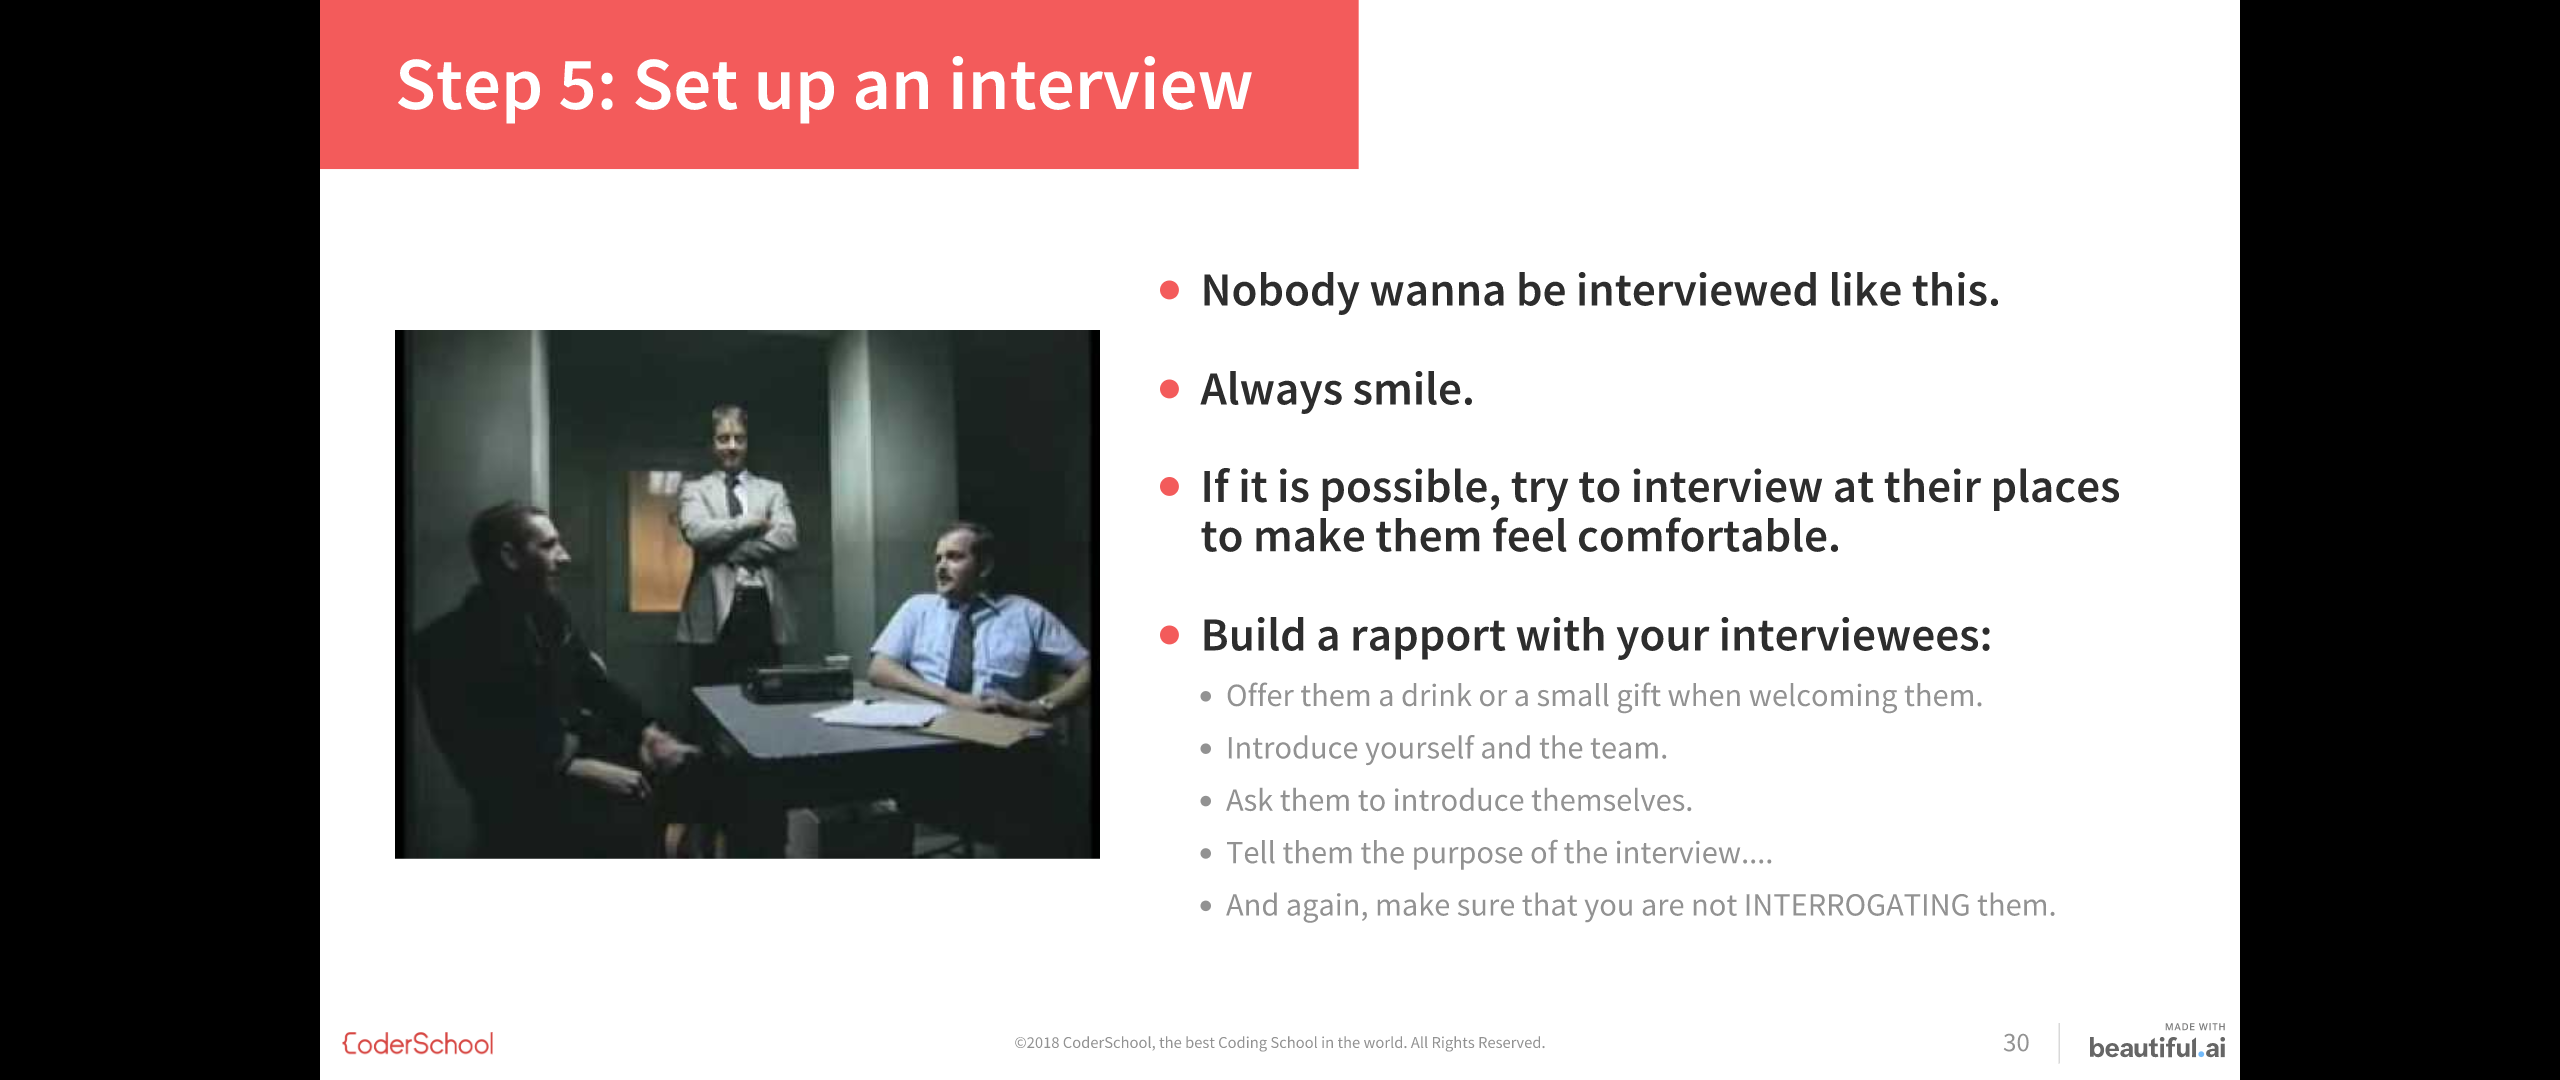 Step 5: Set up an interview
Nobody wanna be interviewed like this.
Always smile.
If it is possible, try to interview at their places
to make them feel comfortable.
Build a rapport with your interviewees:
Offer them a drink or a small gift when welcoming them.
Introduce yourself and the team.
Ask them to introduce themselves.
Tell them the purpose of the interview....
And again, make sure that you are not INTERROGATING them.
CoderSchool
©2018 CoderSchool, the best Coding School in the world. All Rights Reserved.
30
MADE WITH
beautiful.ai